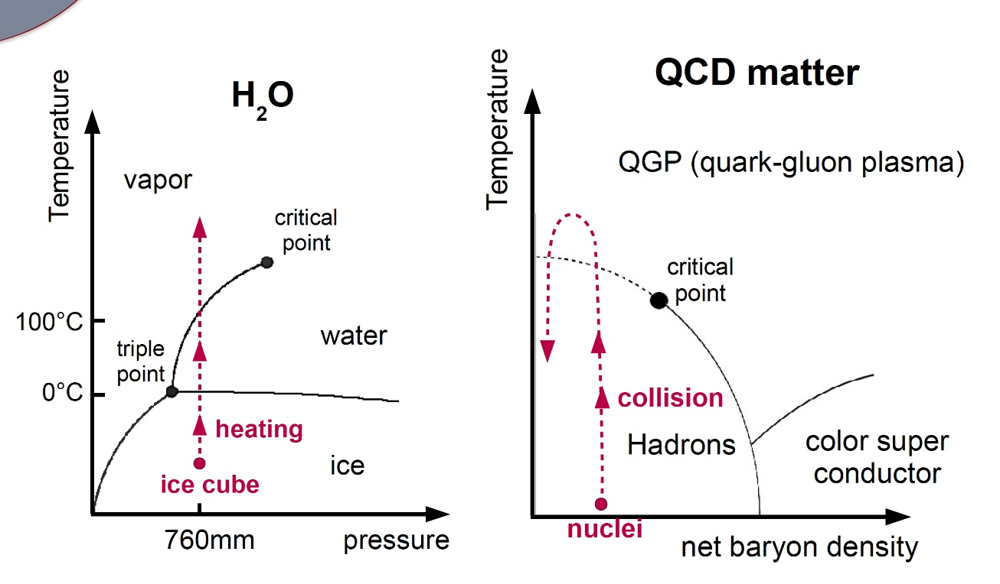 H₂O
Temperature
vapor
critical
point
100°C
water
triple
point
0°C
heating
ice
ice cube
760mm
pressure
QCD matter
Temperature
QGP (quark-gluon plasma)
critical
point
collision
Hadrons
color super
conductor
nuclei
net baryon density